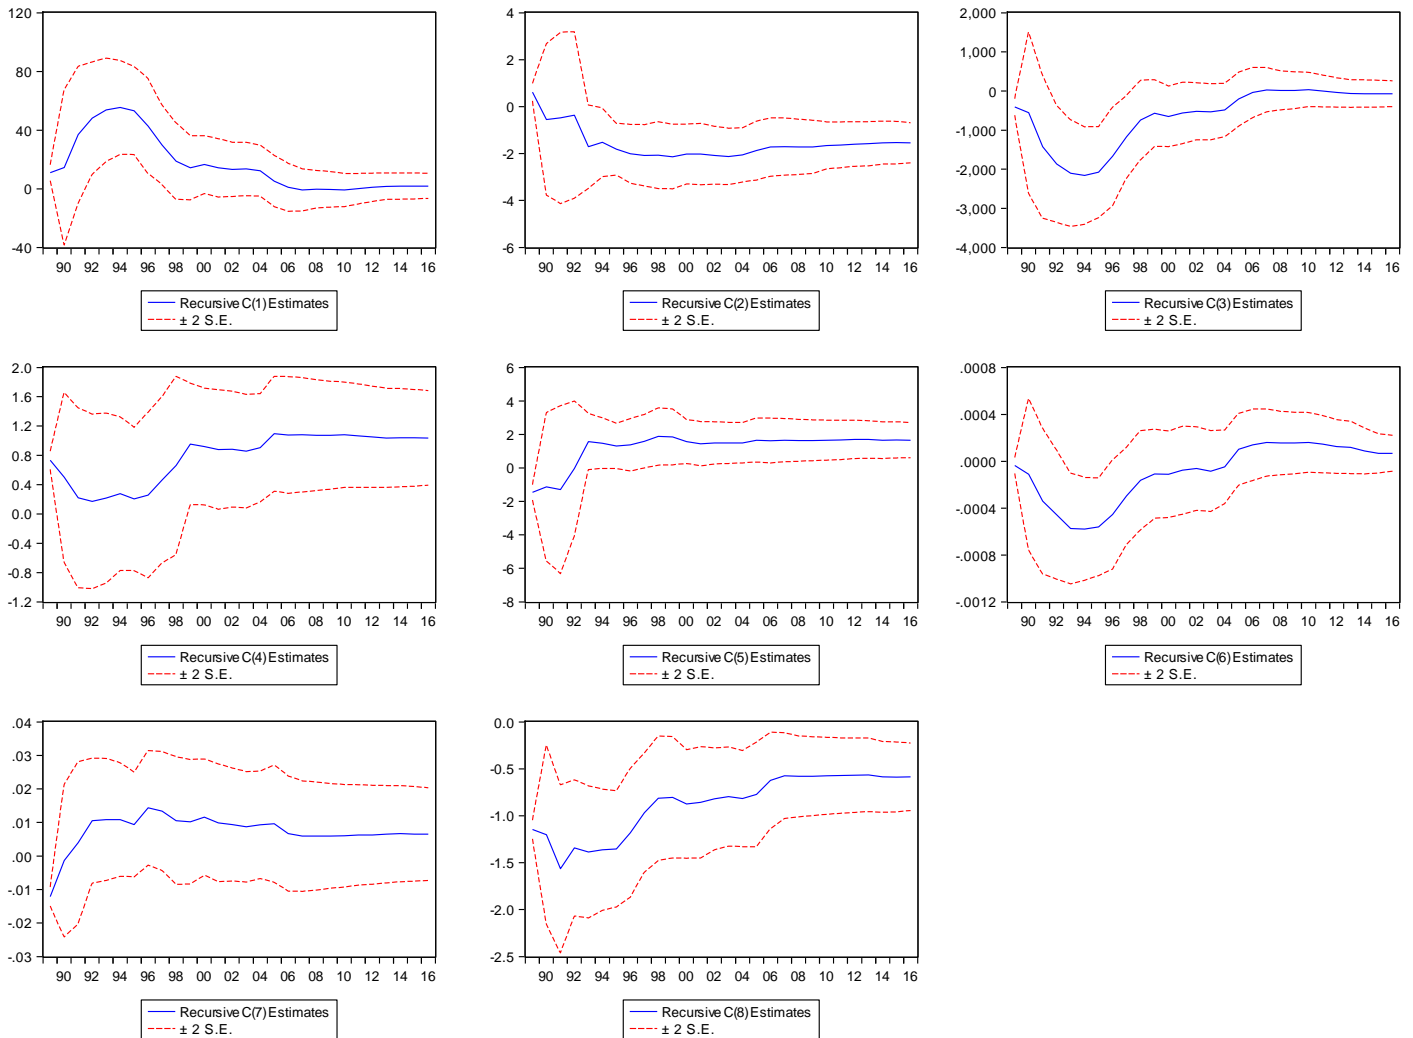 120
80
40
0
-40
90 92 94 96 98 00 02 04 06 08 10 12 14 16
Recursive C(1) Estimates
± 2 S.E.
4
2
0
-2
-4
-6
90 92 94 96 98 00 02 04 06 08 10 12 14 16
Recursive C(2) Estimates
± 2 S.E.
2,000
1,000
0
-1,000
-2,000
-3,000
-4,000
90 92 94 96 98 00 02 04 06 08 10 12 14 16
Recursive C(3) Estimates
± 2 S.E.
2.0
1.6
1.2
0.8
0.4
0.0
-0.4
-0.8
-1.2
90 92 94 96 98 00 02 04 06 08 10 12 14 16
Recursive C(4) Estimates
± 2 S.E.
6
4
2
0
-2
-4
-6
-8
90 92 94 96 98 00 02 04 06 08 10 12 14 16
Recursive C(5) Estimates
± 2 S.E.
.0008
.0004
.0000
-.0004
-.0008
-.0012
90 92 94 96 98 00 02 04 06 08 10 12 14 16
Recursive C(6) Estimates
± 2 S.E.
.04
.03
.02
.01
.00
-.01
-.02
-.03
90 92 94 96 98 00 02 04 06 08 10 12 14 16
Recursive C(7) Estimates
± 2 S.E.
0.0
-0.5
-1.0
-1.5
-2.0
-2.5
90 92 94 96 98 00 02 04 06 08 10 12 14 16
Recursive C(8) Estimates
± 2 S.E.